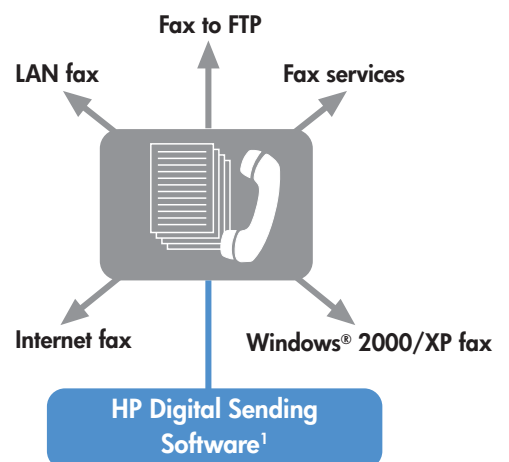 Fax to FTP
LAN fax
Fax services
Internet fax
Windows® 2000/XP fax
HP Digital Sending
Software¹